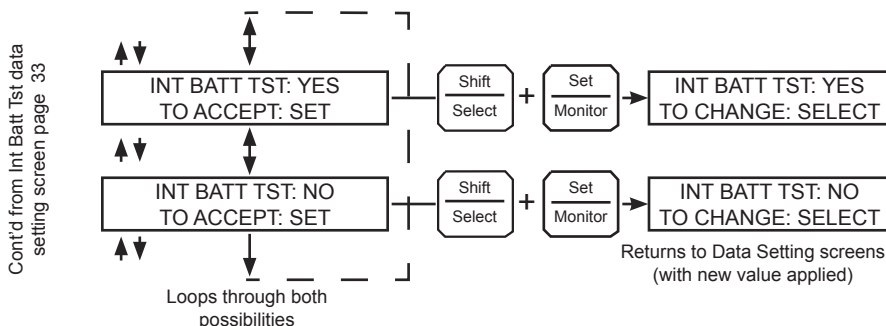 Cont'd from Int Batt Tst data
setting screen page 33
INT BATT TST: YES
TO ACCEPT: SET
Shift
Select
+
Set
Monitor
INT BATT TST: YES
TO CHANGE: SELECT
INT BATT TST: NO
TO ACCEPT: SET
Shift
Select
+
Set
Monitor
INT BATT TST: NO
TO CHANGE: SELECT
Loops through both
possibilities
Returns to Data Setting screens
(with new value applied)